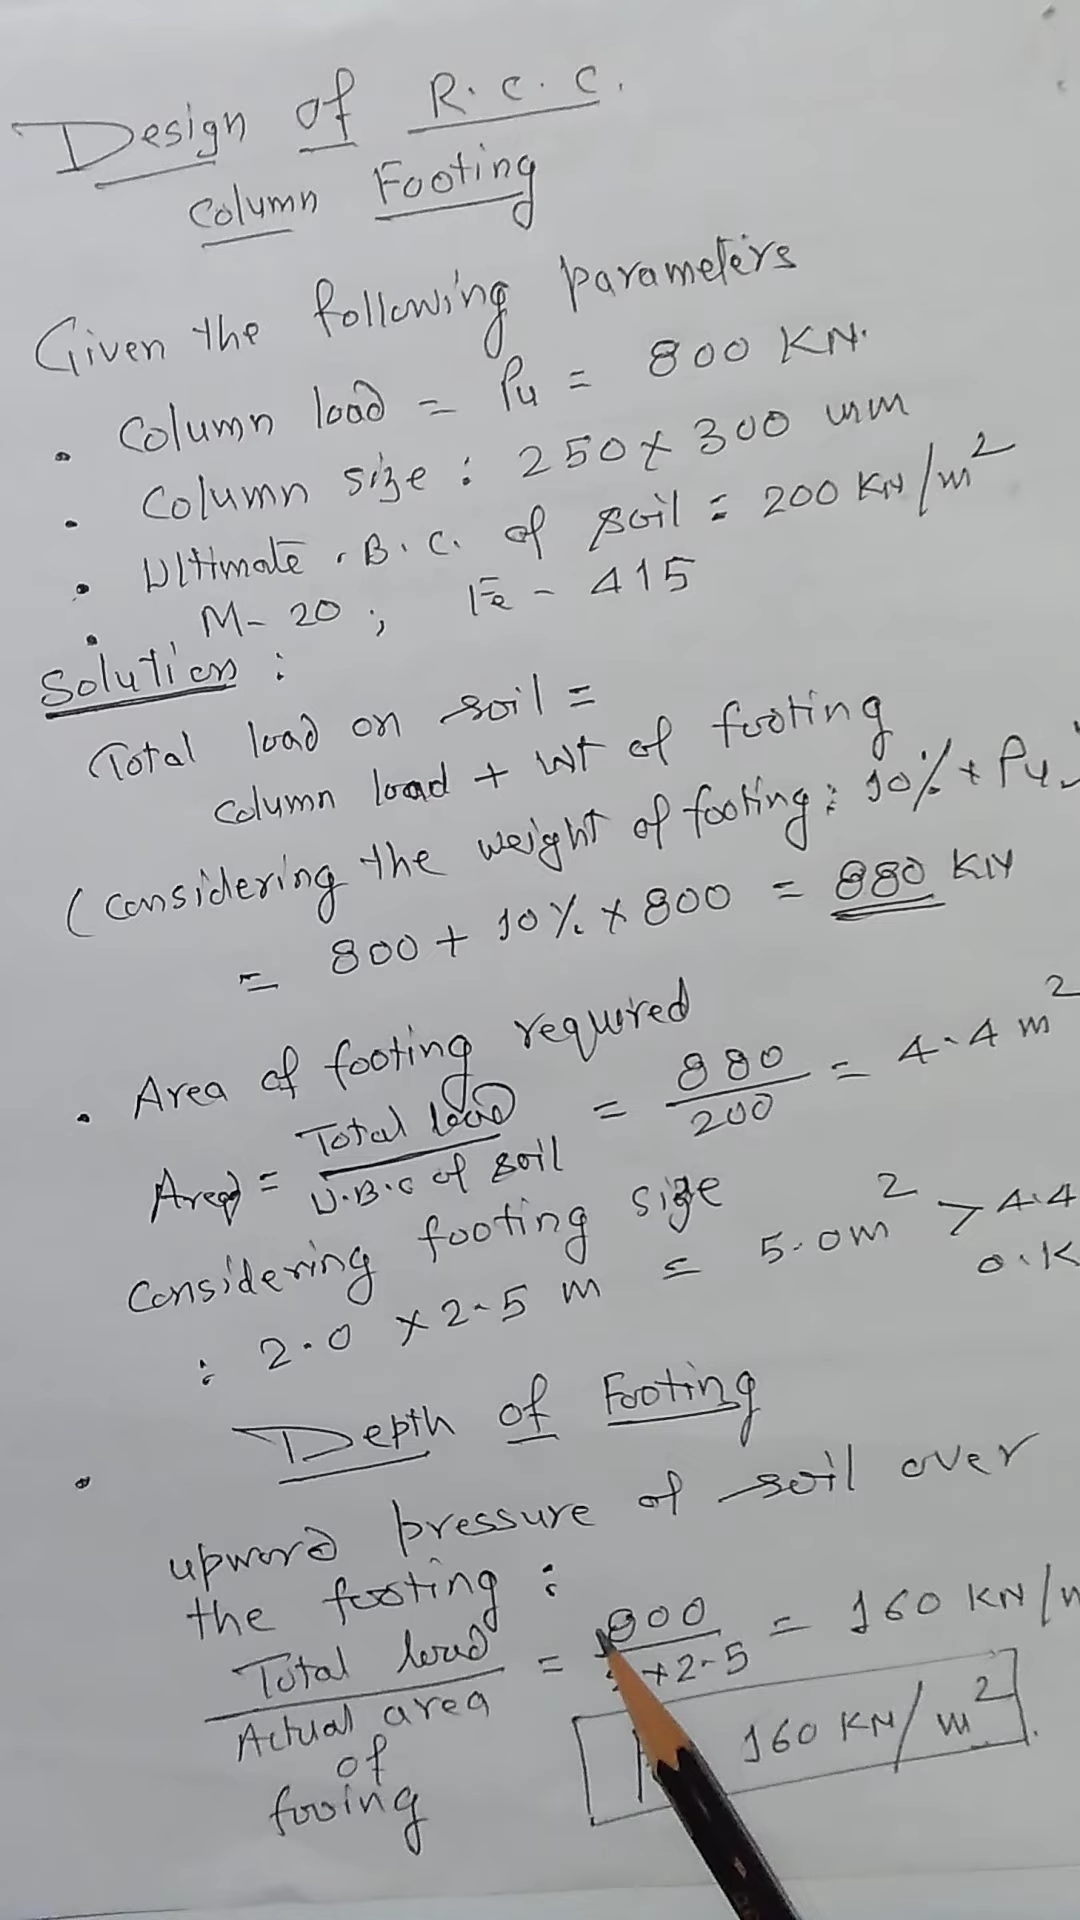 Design of R.C.C.
Column Footing
Given the following parameters
• Column load = Pu = 800 KN.
• Column size : 250 x 300 mm
• Ultimate . B.C. of soil = 200 KN/m²
• M-20 ; Fe - 415
Solution :
Total load on soil =
Column load + Wt of footing
(Considering the weight of footing : 10% x Pu)
= 800 + 10% x 800 = 880 KN
• Area of footing required
Area = Total load / U.B.C of soil = 880 / 200 = 4.4 m²
Considering footing size
: 2.0 x 2.5 m = 5.0m² > 4.4
O.K
• Depth of Footing
upward pressure of soil over
the footing :
Total load / Actual area of fooing = 800 / x 2.5 = 160 KN/m
160 KN/m²